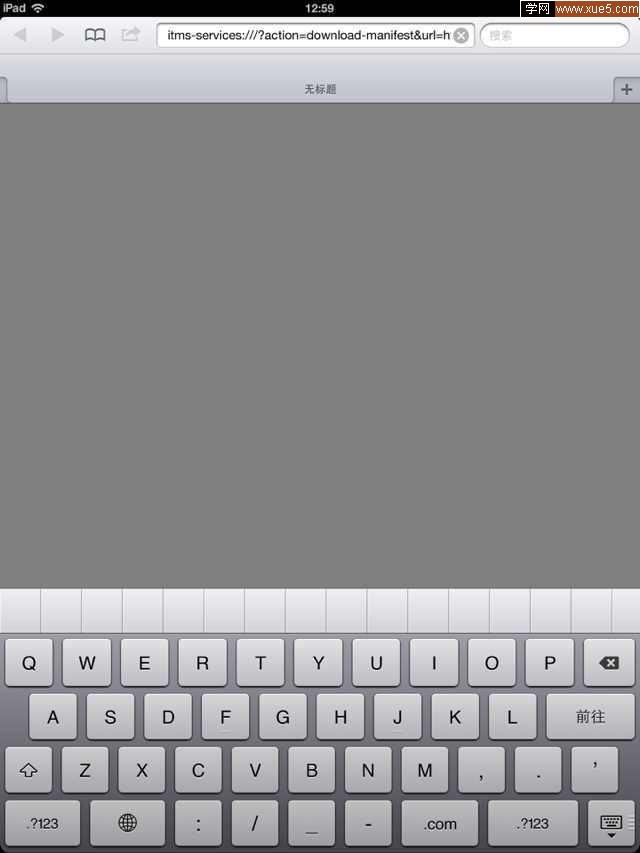 iPad 12:59 学网 www.xue5.com
itms-services:///?action=download-manifest&url=h 搜索
无标题 +
Q W E R T Y U I O P
A S D F G H J K L 前往
Z X C V B N M , . '
.?123 : / _ - .com .?123